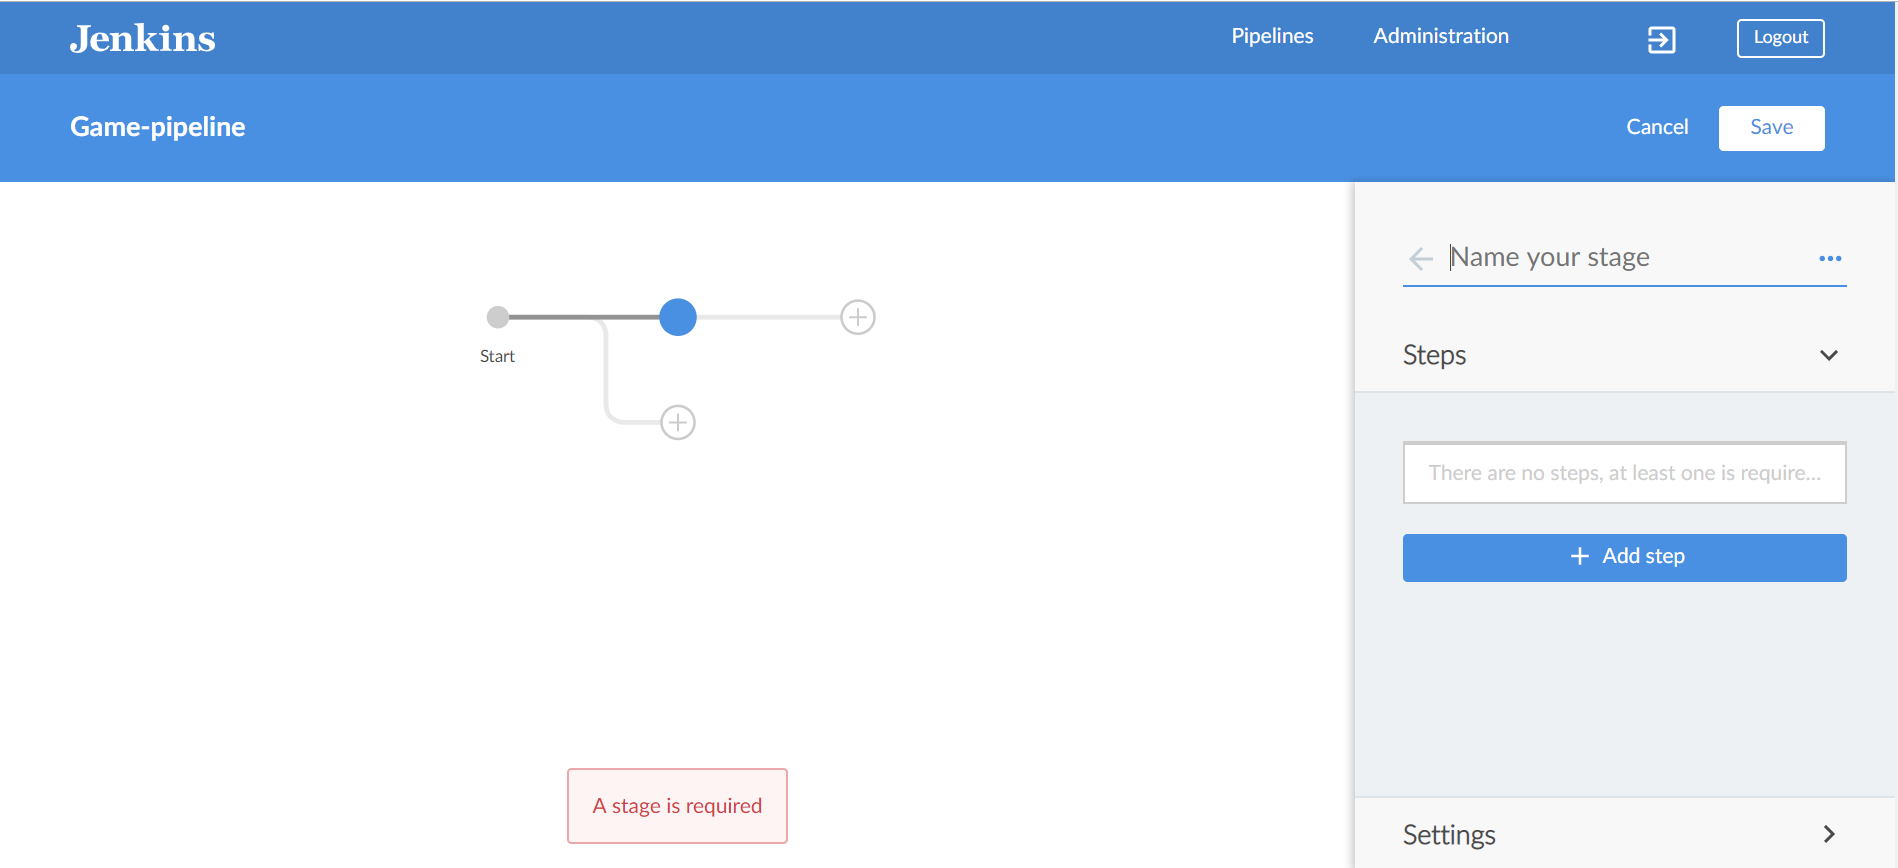 Jenkins
Pipelines
Administration
Logout
Game-pipeline
Cancel
Save
Name your stage
Start
Steps
There are no steps, at least one is require...
Add step
A stage is required
Settings